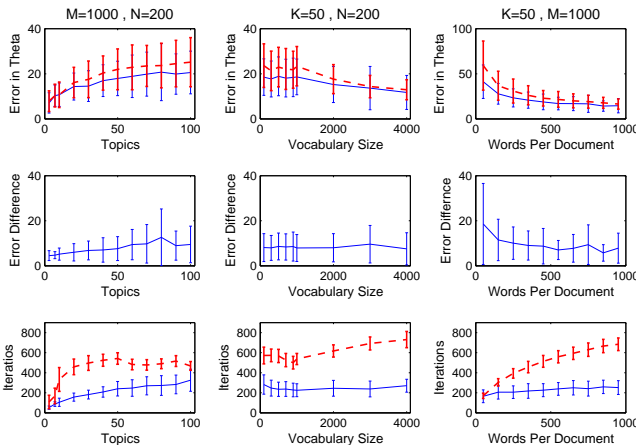 M=1000 , N=200
K=50 , N=200
K=50 , M=1000
Error in Theta
40
20
0
0 50 100
Topics
Error in Theta
40
20
0
0 2000 4000
Vocabulary Size
Error in Theta
100
50
0
0 500 1000
Words Per Document
Error Difference
40
20
0
0 50 100
Topics
Error Difference
40
20
0
0 2000 4000
Vocabulary Size
Error Difference
40
20
0
0 500 1000
Words Per Document
Iteratios
800
600
400
200
0
0 50 100
Topics
Iteratios
800
600
400
200
0
0 2000 4000
Vocabulary Size
Iterations
800
600
400
200
0
0 500 1000
Words Per Document